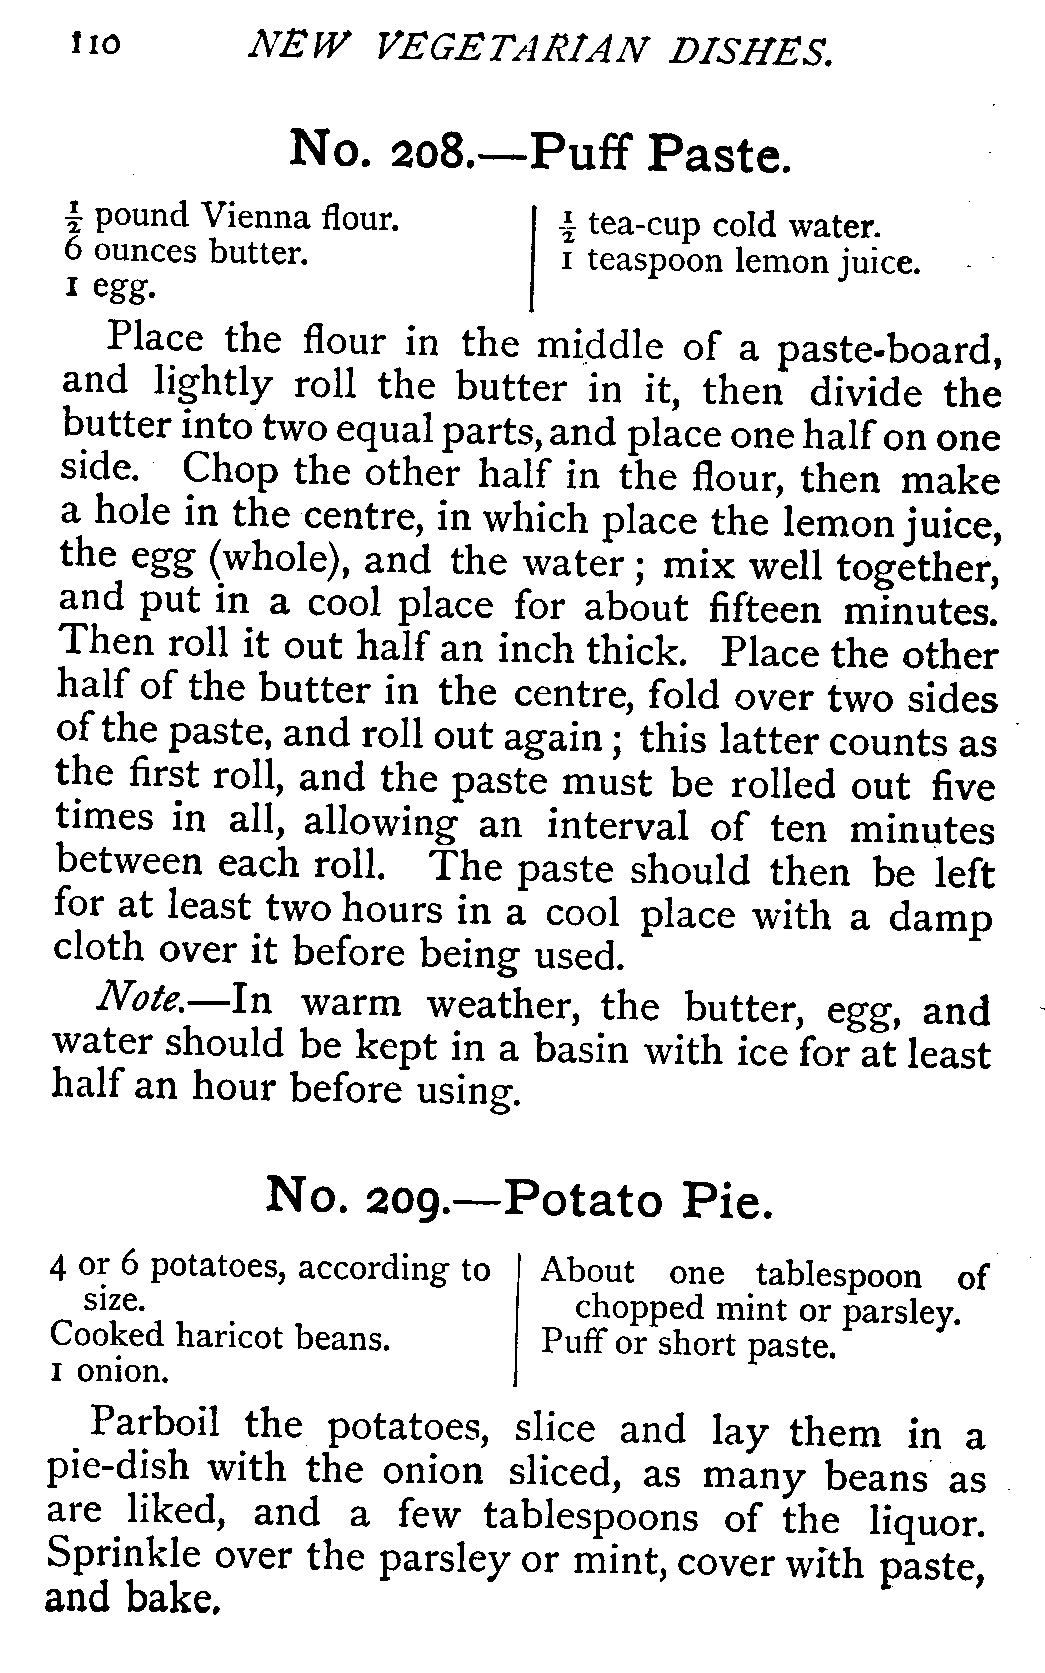 110 NEW VEGETARIAN DISHES.
No. 208.—Puff Paste.
½ pound Vienna flour.
6 ounces butter.
1 egg.
½ tea-cup cold water.
1 teaspoon lemon juice.
Place the flour in the middle of a paste-board,
and lightly roll the butter in it, then divide the
butter into two equal parts, and place one half on one
side. Chop the other half in the flour, then make
a hole in the centre, in which place the lemon juice,
the egg (whole), and the water; mix well together,
and put in a cool place for about fifteen minutes.
Then roll it out half an inch thick. Place the other
half of the butter in the centre, fold over two sides
of the paste, and roll out again; this latter counts as
the first roll, and the paste must be rolled out five
times in all, allowing an interval of ten minutes
between each roll. The paste should then be left
for at least two hours in a cool place with a damp
cloth over it before being used.
Note.—In warm weather, the butter, egg, and
water should be kept in a basin with ice for at least
half an hour before using.
No. 209.—Potato Pie.
4 or 6 potatoes, according to
size.
Cooked haricot beans.
1 onion.
About one tablespoon of
chopped mint or parsley.
Puff or short paste.
Parboil the potatoes, slice and lay them in a
pie-dish with the onion sliced, as many beans as
are liked, and a few tablespoons of the liquor.
Sprinkle over the parsley or mint, cover with paste,
and bake.